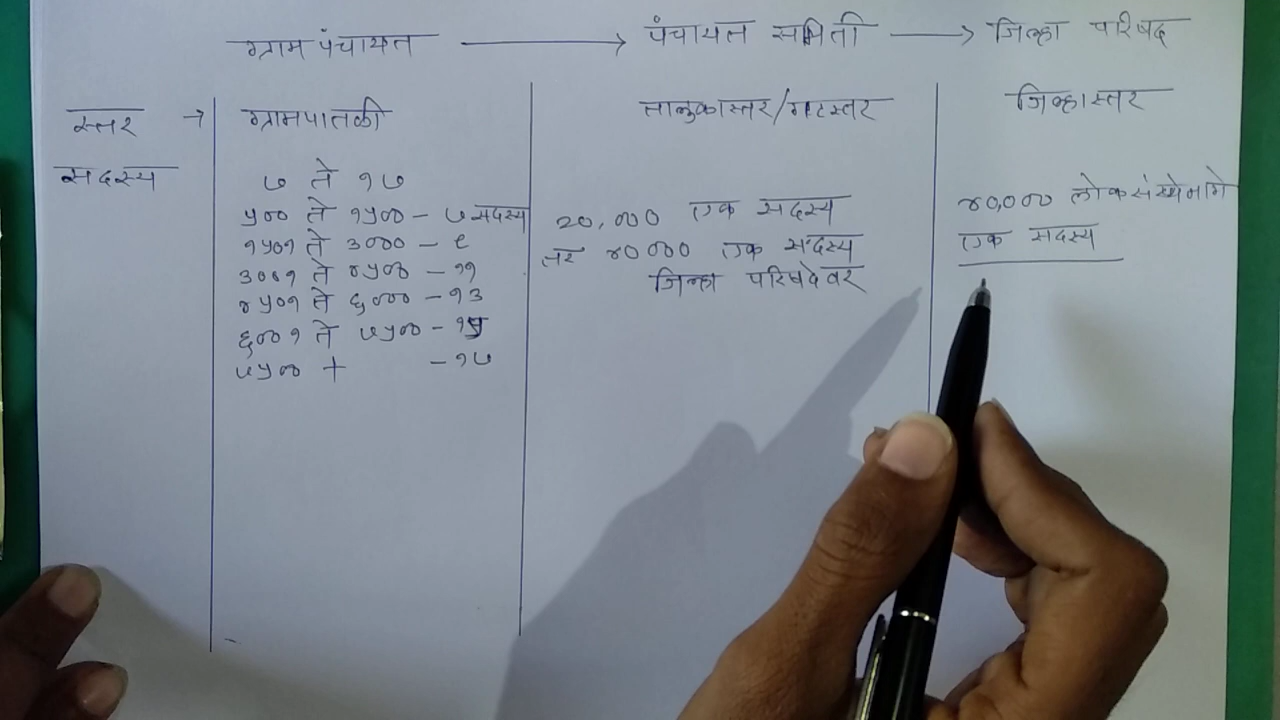 ग्रामपंचायत → पंचायत समिती → जिल्हा परिषद
स्तर → ग्रामपातळी तालुकास्तर/गटस्तर जिल्हास्तर
सदस्य ७ ते १७
५०० ते १५०० - ७ सदस्य
१५०१ ते ३००० - ९
३००१ ते ४५०० - ११
४५०१ ते ६००० - १३
६००१ ते ७५०० - १५
७५०० + - १७
२०,००० एक सदस्य
तर ४०००० एक सदस्य
जिल्हा परिषदेवर
४०,००० लोकसंख्येमागे
एक सदस्य